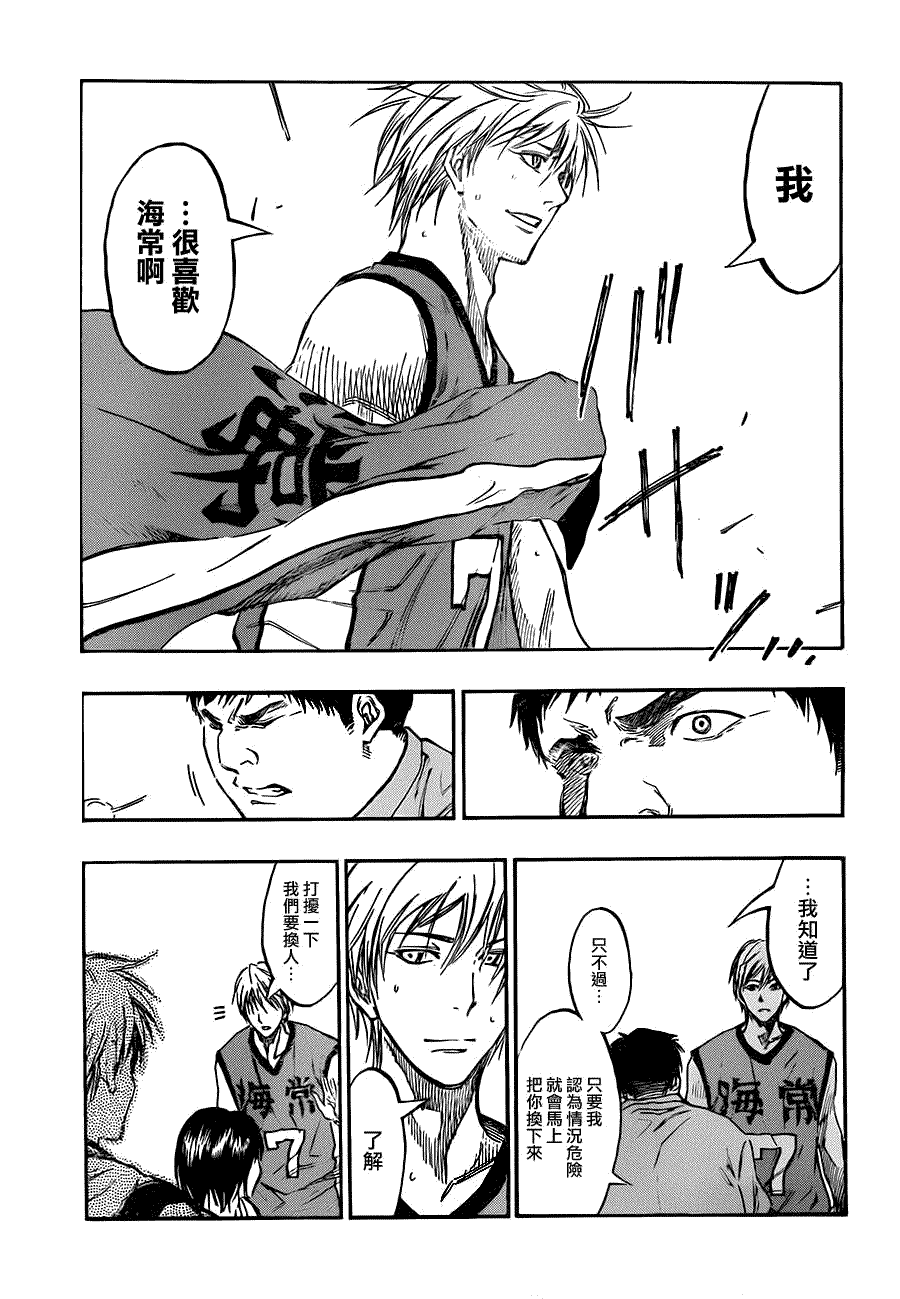 我
…很喜歡
海常啊
…我知道了
只不過…
只要我
認為情況危險
就會馬上
把你換下來
海常
7
了解
打擾一下
我們要換人…
海常
7